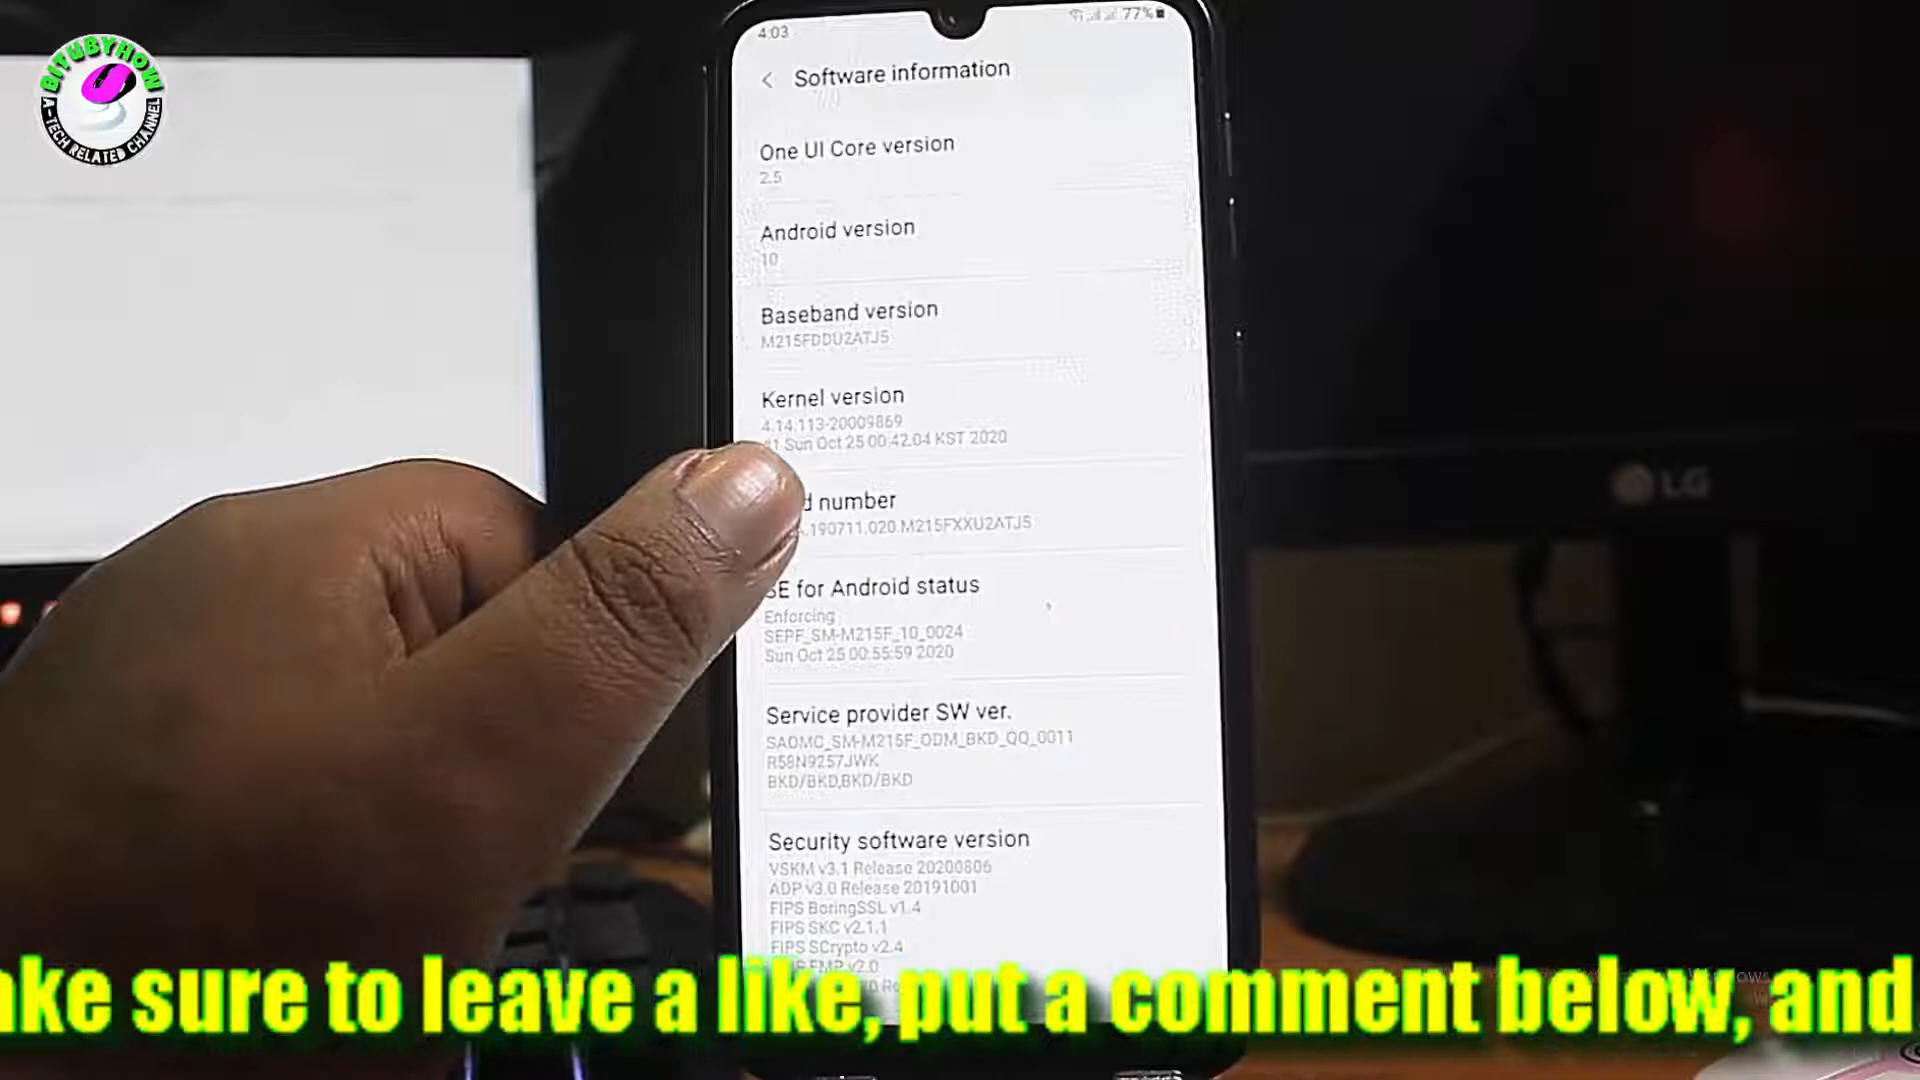 BITUBYHOW
A-TECH RELATED CHANNEL
4:03
77%
Software information
One UI Core version
2.5
Android version
10
Baseband version
M215FDDU2ATJ5
Kernel version
4.14.113-20009869
1 Sun Oct 25 00:42:04 KST 2020
d number
.190711.020.M215FXXU2ATJ5
SE for Android status
Enforcing
SEPF_SM-M215F_10_0024
Sun Oct 25 00:55:59 2020
Service provider SW ver.
SAOMC_SM-M215F_ODM_BKD_QQ_0011
R58N9257JWK
BKD/BKD,BKD/BKD
Security software version
VSKM v3.1 Release 20200806
ADP v3.0 Release 20191001
FIPS BoringSSL v1.4
FIPS SKC v2.1.1
FIPS SCrypto v2.4
FMP v2.0
LG
ake sure to leave a like, put a comment below, and